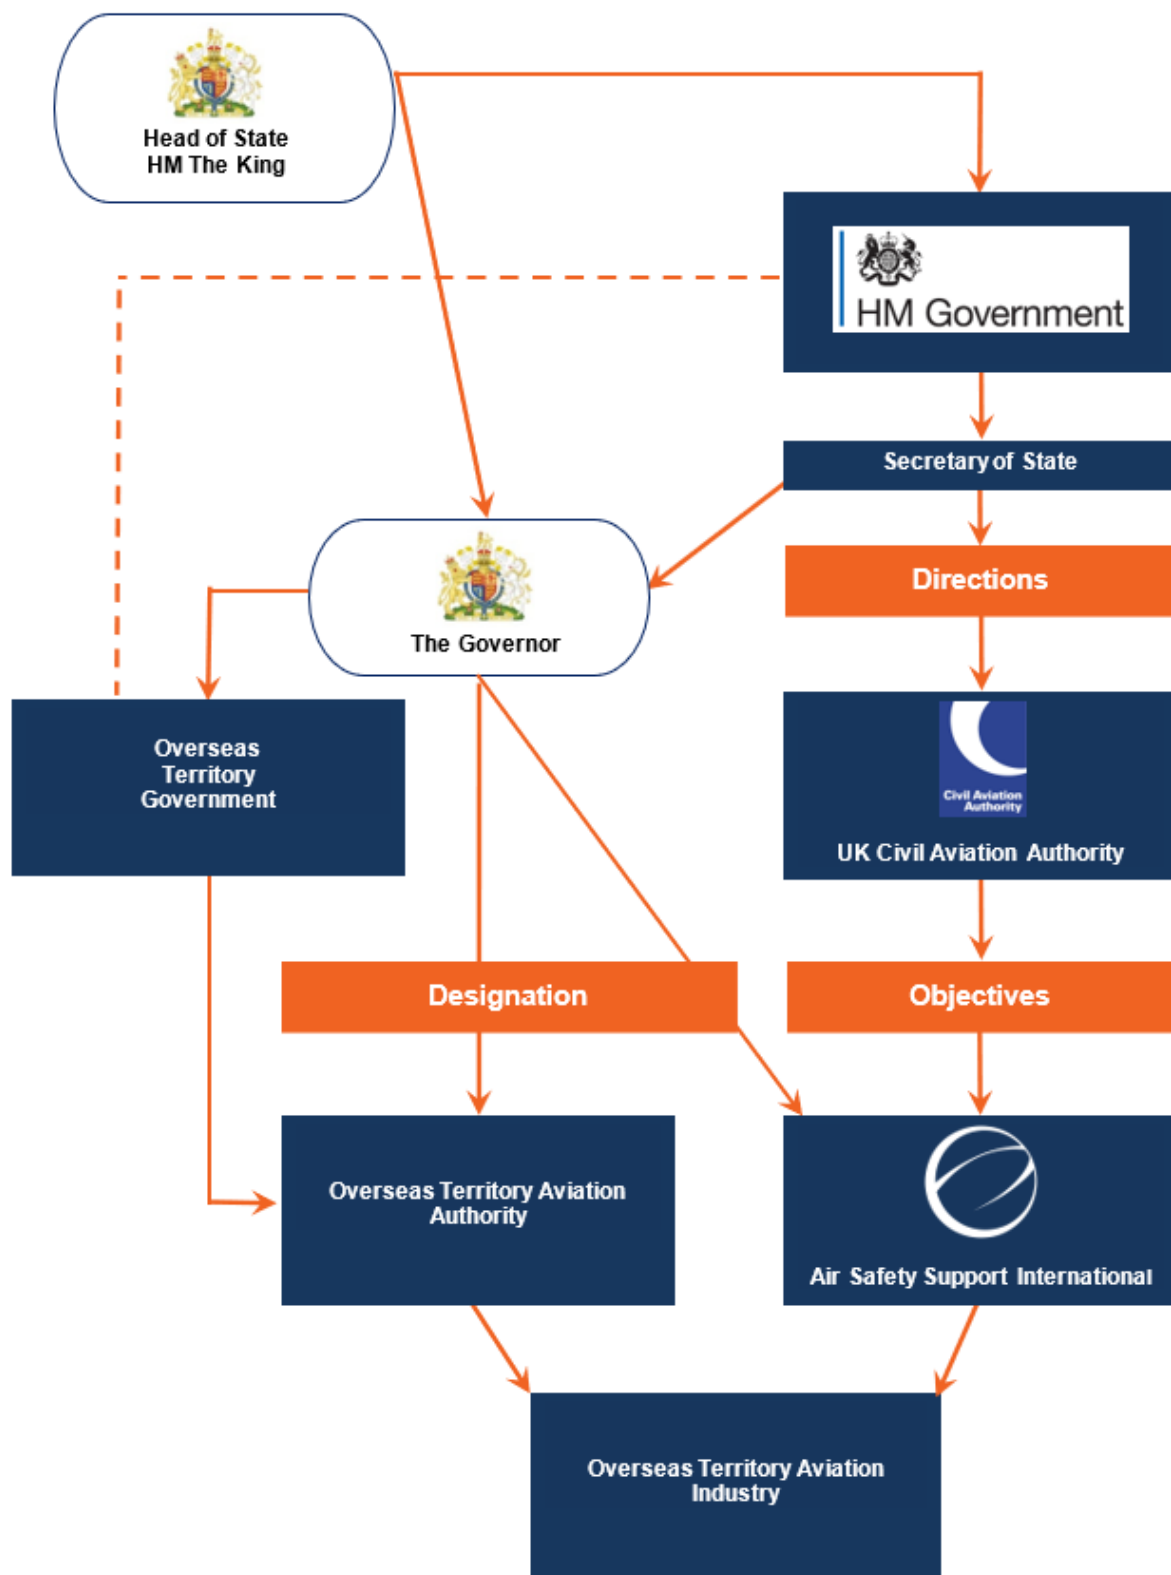 Head of State
HM The King
HM Government
Secretary of State
Directions
The Governor
Overseas
Territory
Government
Civil Aviation
Authority
UK Civil Aviation Authority
Designation
Objectives
Overseas Territory Aviation
Authority
Air Safety Support International
Overseas Territory Aviation
Industry